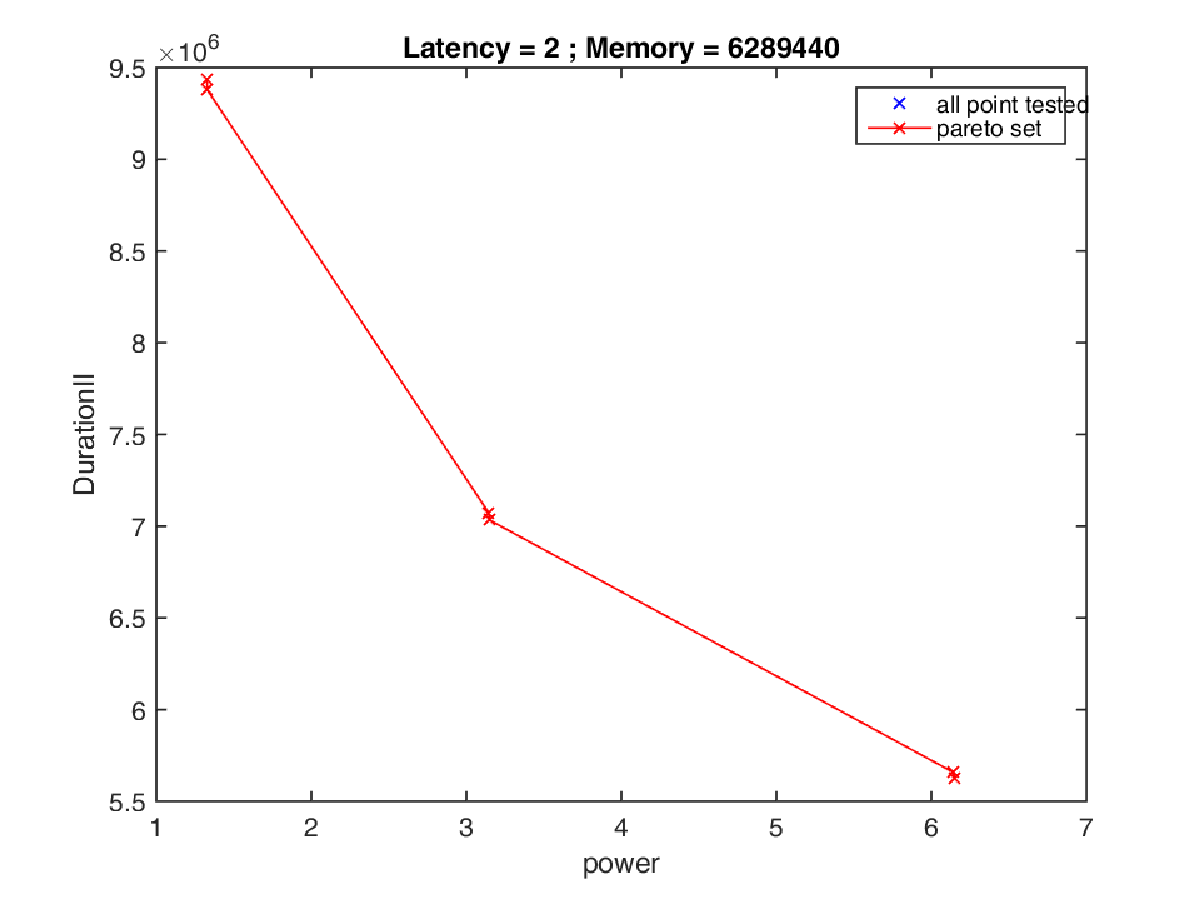 Latency = 2 ; Memory = 6289440
×10^6
all point tested
pareto set
9.5
9
8.5
8
7.5
7
6.5
6
5.5
DurationII
1 2 3 4 5 6 7
power